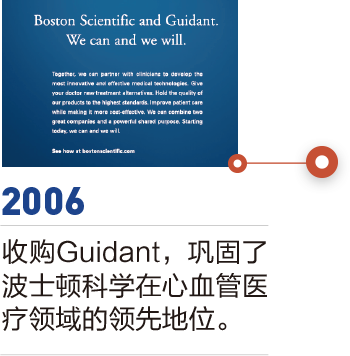 Boston Scientific and Guidant.
We can and we will.
Together, we can partner with clinicians to develop the
most innovative and effective medical technologies. Give
your doctor new treatment alternatives. Hold the quality of
our products to the highest standards. Improve patient care
while making it more cost-effective. We can combine two
great companies and a powerful shared purpose. Starting
today, we can and we will.
See how at bostonscientific.com
2006
收购Guidant，巩固了
波士顿科学在心血管医
疗领域的领先地位。